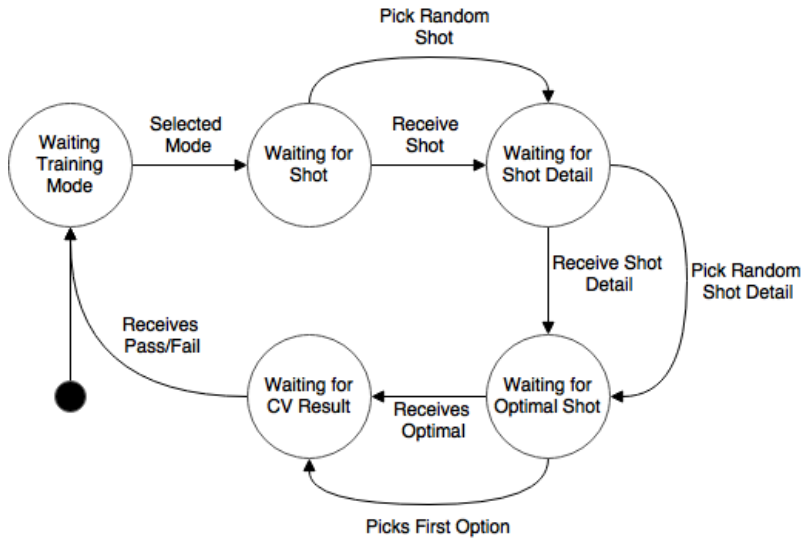 Pick Random
Shot
Waiting
Training
Mode
Selected
Mode
Waiting for
Shot
Receive
Shot
Waiting for
Shot Detail
Receive Shot
Detail
Pick Random
Shot Detail
Receives
Pass/Fail
Waiting for
CV Result
Receives
Optimal
Waiting for
Optimal Shot
Picks First Option